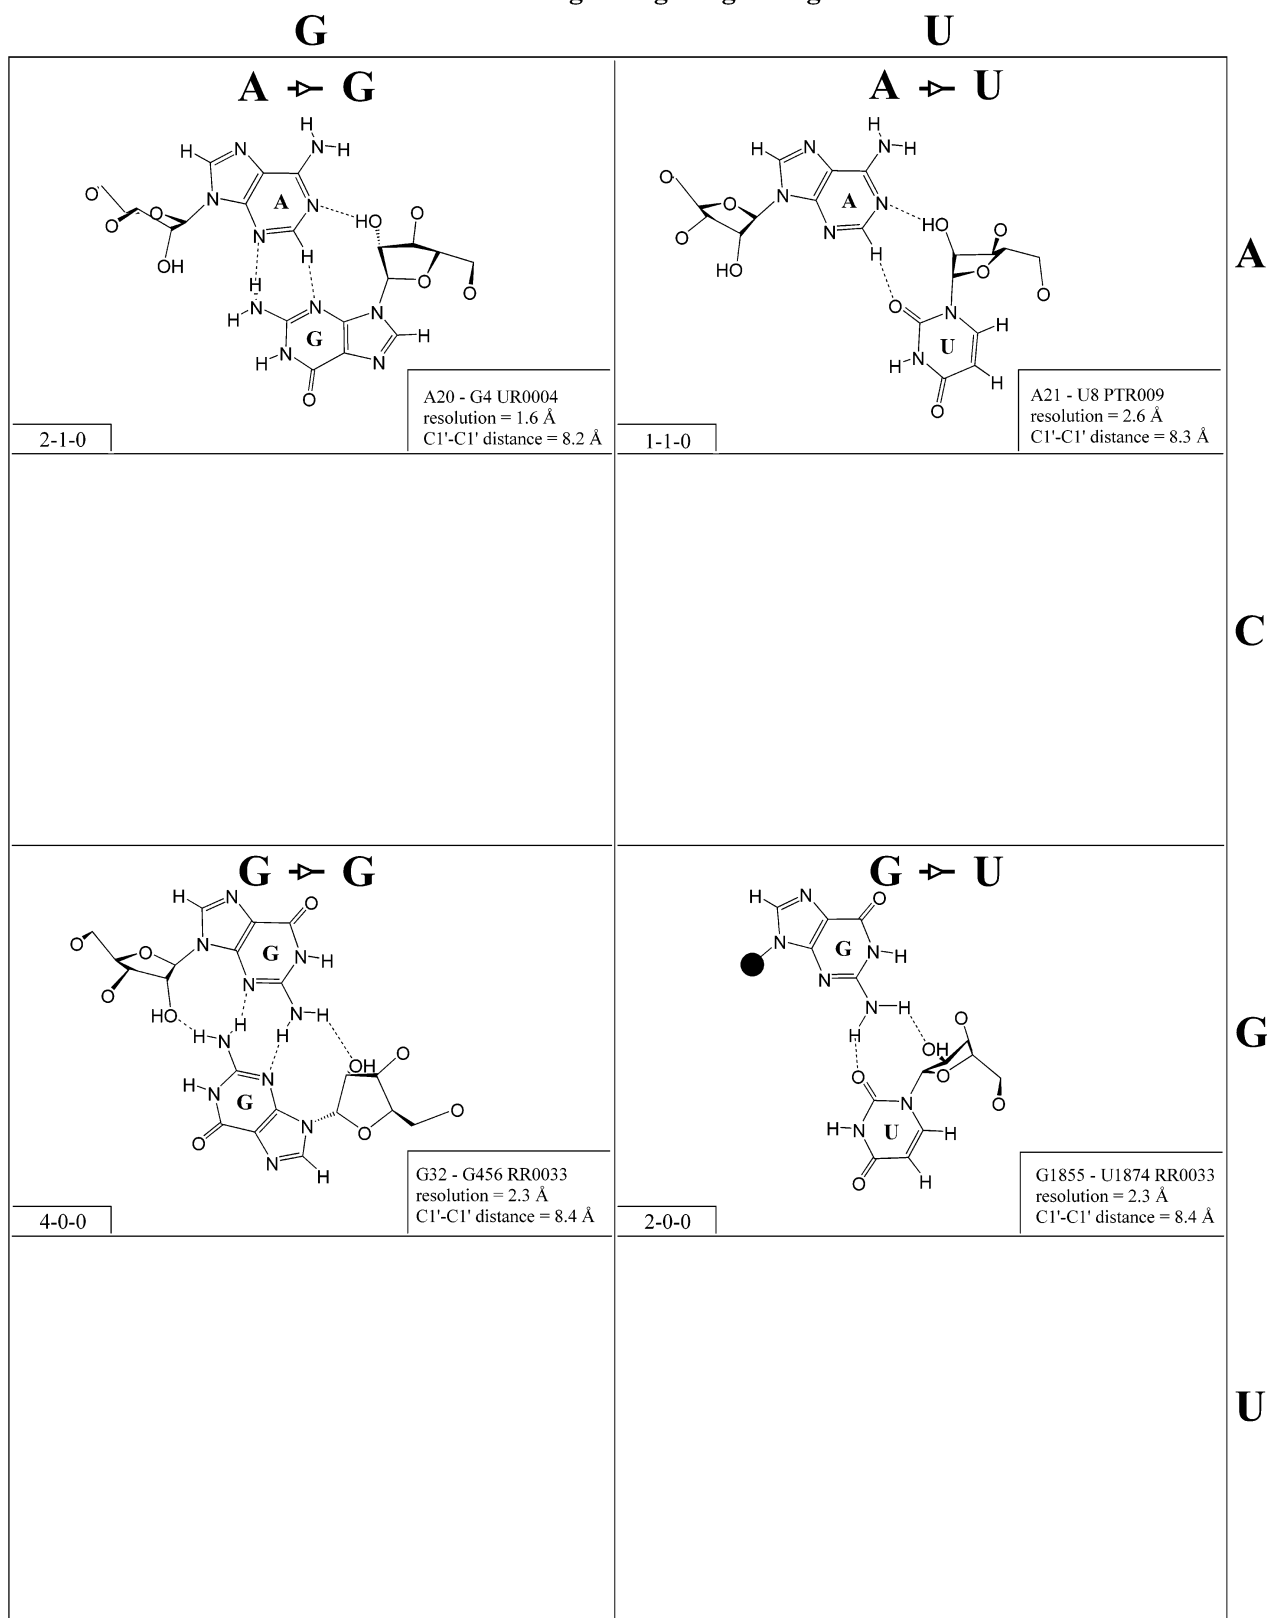 G U
A G
A U
A
H
H N N H
N
A
N
N
N
H
HO
O
O
O
O
OH
O
O
H
H
N
N
N
G
H
H N
N
O
A20 - G4 UR0004
resolution = 1.6 Å
C1'-C1' distance = 8.2 Å
2-1-0
H
H N N H
N
A
N
N
N
H
HO
O
O
O
HO
O
O
O
O
N
H
U
H N
H
O
A21 - U8 PTR009
resolution = 2.6 Å
C1'-C1' distance = 8.3 Å
1-1-0
C
G G
G U
G
H N O
N
G
N H
N
O
O
O
HO
N H
H N
H
H
N
H N
G
OH
O
O
O
O
N
N
H
G32 - G456 RR0033
resolution = 2.3 Å
C1'-C1' distance = 8.4 Å
4-0-0
H N O
N
G
N H
N
N H
H
O
OH
O
O
O
N
H N
U
H
O
H
G1855 - U1874 RR0033
resolution = 2.3 Å
C1'-C1' distance = 8.4 Å
2-0-0
U